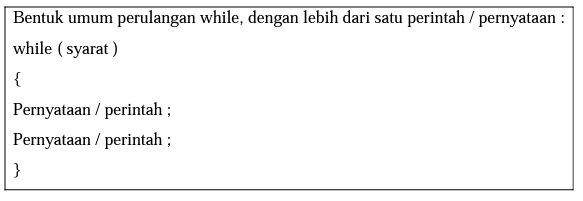 Bentuk umum perulangan while, dengan lebih dari satu perintah / pernyataan :
while ( syarat )
{
Pernyataan / perintah ;
Pernyataan / perintah ;
}